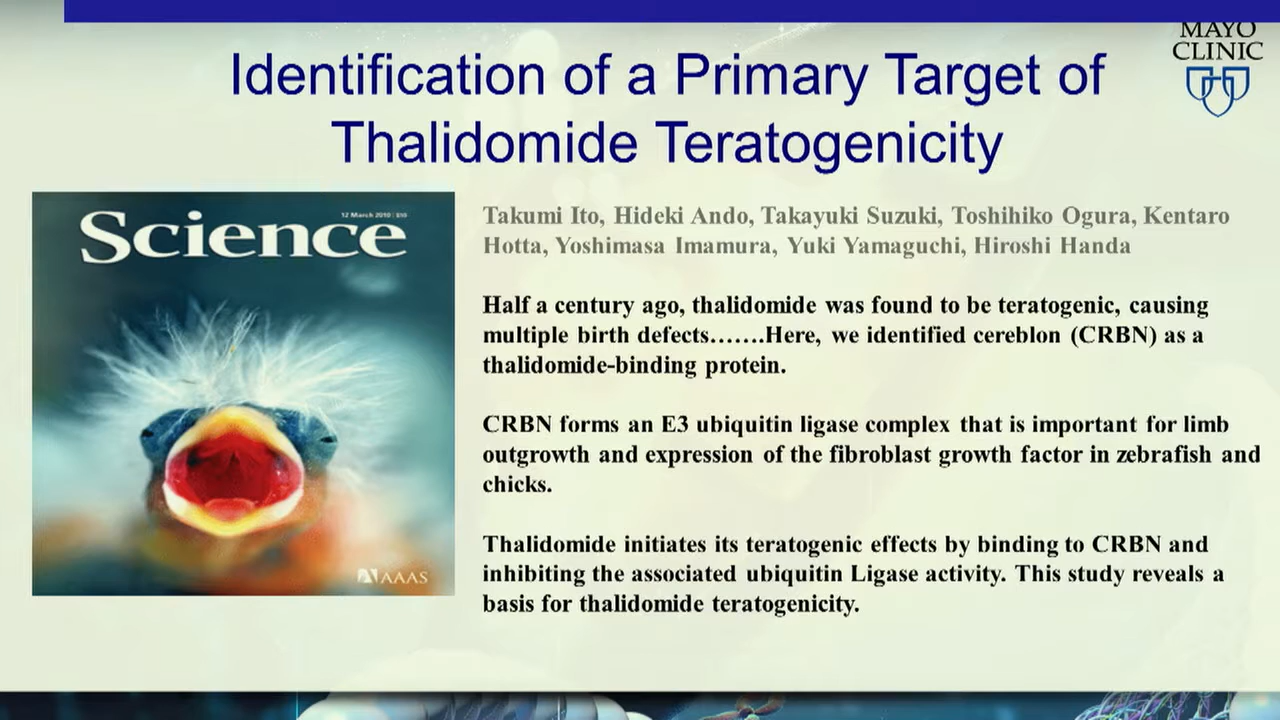 MAYO
CLINIC
Identification of a Primary Target of
Thalidomide Teratogenicity
Science
12 March 2010 | $10
AAAS
Takumi Ito, Hideki Ando, Takayuki Suzuki, Toshihiko Ogura, Kentaro
Hotta, Yoshimasa Imamura, Yuki Yamaguchi, Hiroshi Handa
Half a century ago, thalidomide was found to be teratogenic, causing
multiple birth defects…….Here, we identified cereblon (CRBN) as a
thalidomide-binding protein.
CRBN forms an E3 ubiquitin ligase complex that is important for limb
outgrowth and expression of the fibroblast growth factor in zebrafish and
chicks.
Thalidomide initiates its teratogenic effects by binding to CRBN and
inhibiting the associated ubiquitin Ligase activity. This study reveals a
basis for thalidomide teratogenicity.